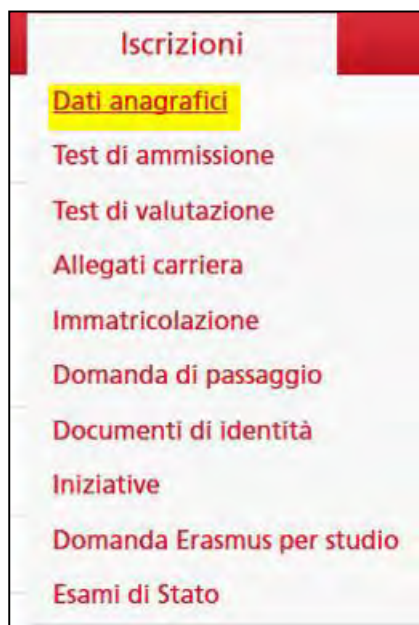 Iscrizioni
Dati anagrafici
Test di ammissione
Test di valutazione
Allegati carriera
Immatricolazione
Domanda di passaggio
Documenti di identità
Iniziative
Domanda Erasmus per studio
Esami di Stato